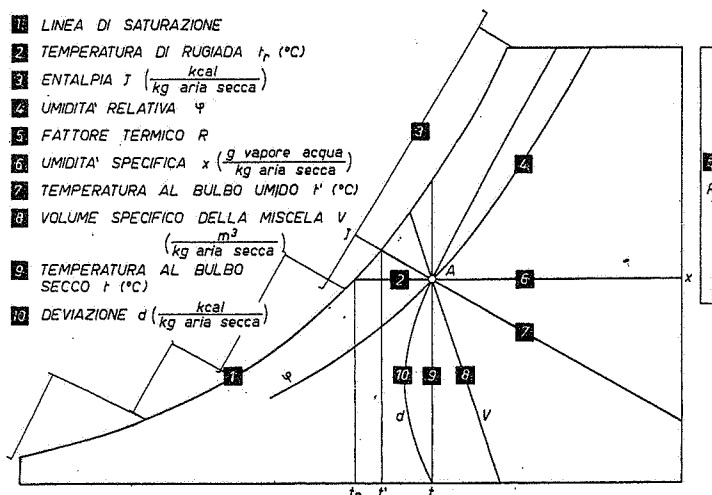 1 LINEA DI SATURAZIONE
2 TEMPERATURA DI RUGIADA tr (°C)
3 ENTALPIA J (kcal / kg aria secca)
4 UMIDITA' RELATIVA φ
5 FATTORE TERMICO R
6 UMIDITA' SPECIFICA x (g vapore acqua / kg aria secca)
7 TEMPERATURA AL BULBO UMIDO t' (°C)
8 VOLUME SPECIFICO DELLA MISCELA V
(m³ / kg aria secca)
9 TEMPERATURA AL BULBO
SECCO t (°C)
10 DEVIAZIONE d (kcal / kg aria secca)
3
4
J
A
2
6
x
7
φ
1
10
9
8
d
V
t'
t